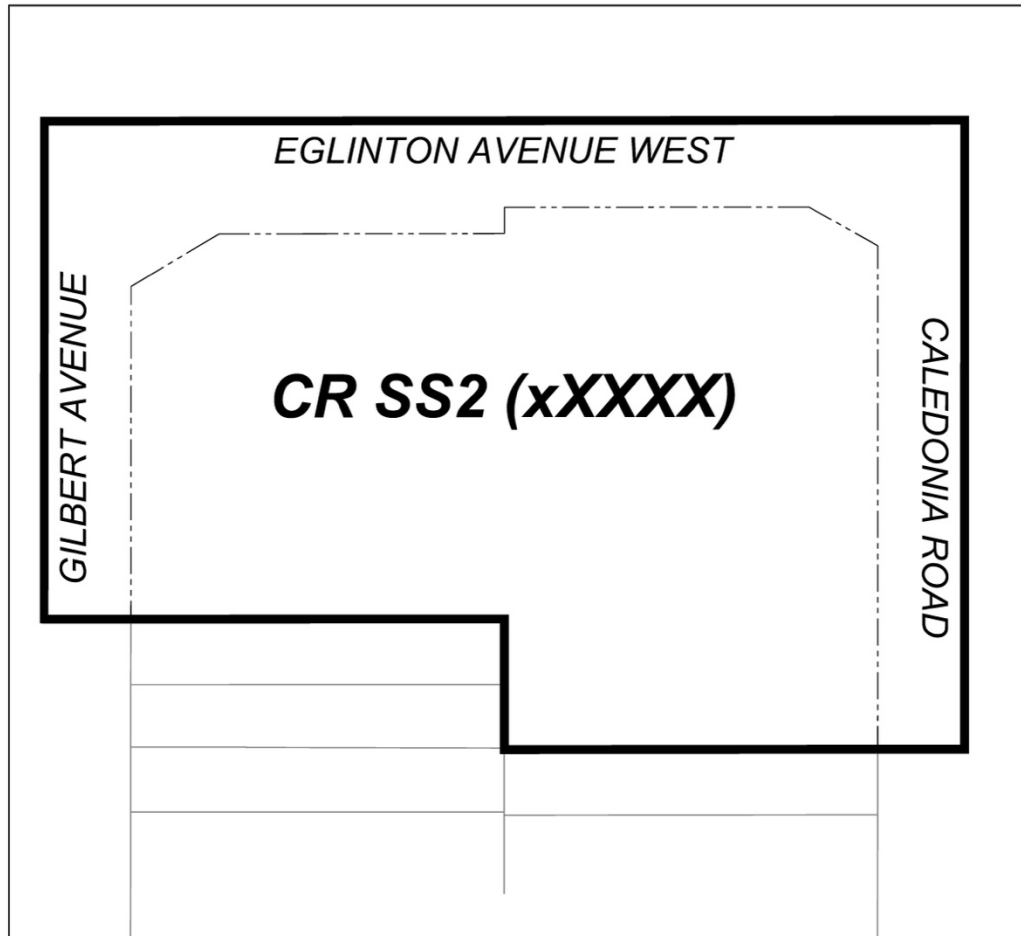 EGLINTON AVENUE WEST
GILBERT AVENUE
CR SS2 (xXXXX)
CALEDONIA ROAD